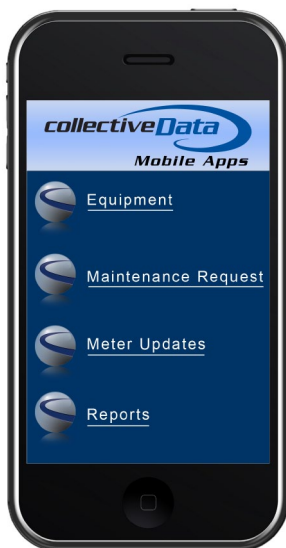 collectiveData
Mobile Apps
Equipment
Maintenance Request
Meter Updates
Reports